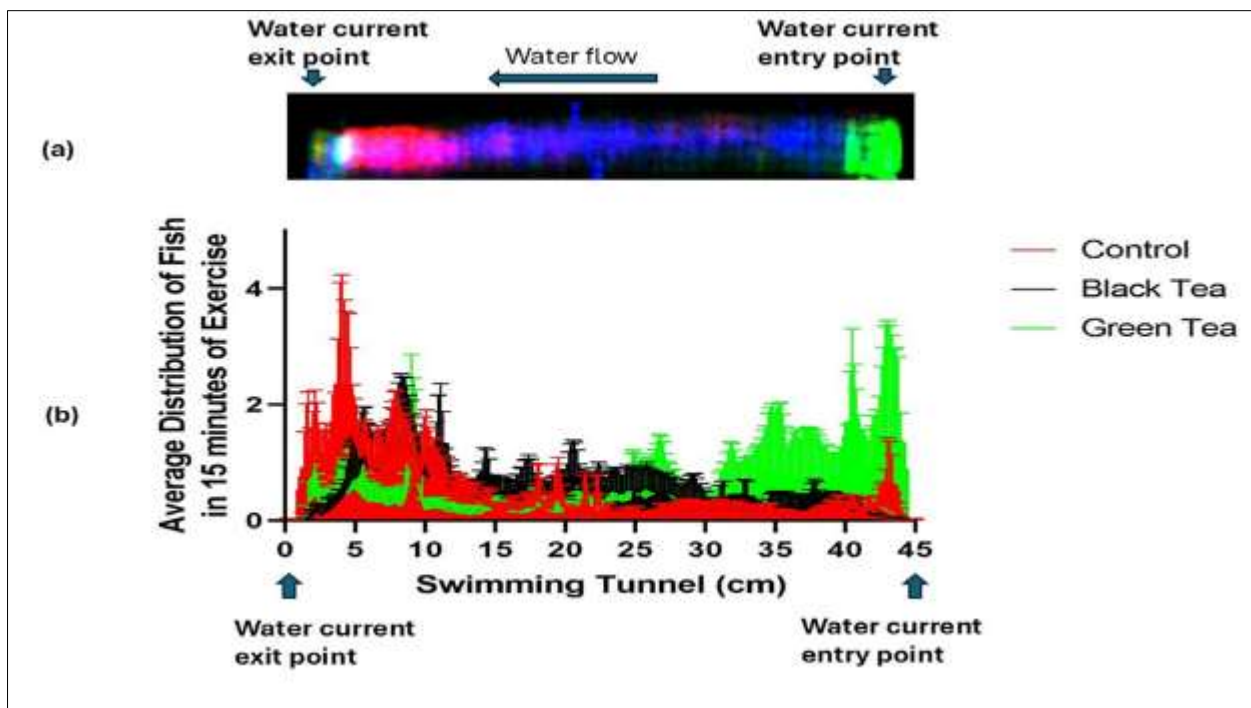 Water current
exit point
Water flow
Water current
entry point
(a)
(b)
Average Distribution of Fish
in 15 minutes of Exercise
4
2
0
0 5 10 15 20 25 30 35 40 45
Swimming Tunnel (cm)
Control
Black Tea
Green Tea
Water current
exit point
Water current
entry point